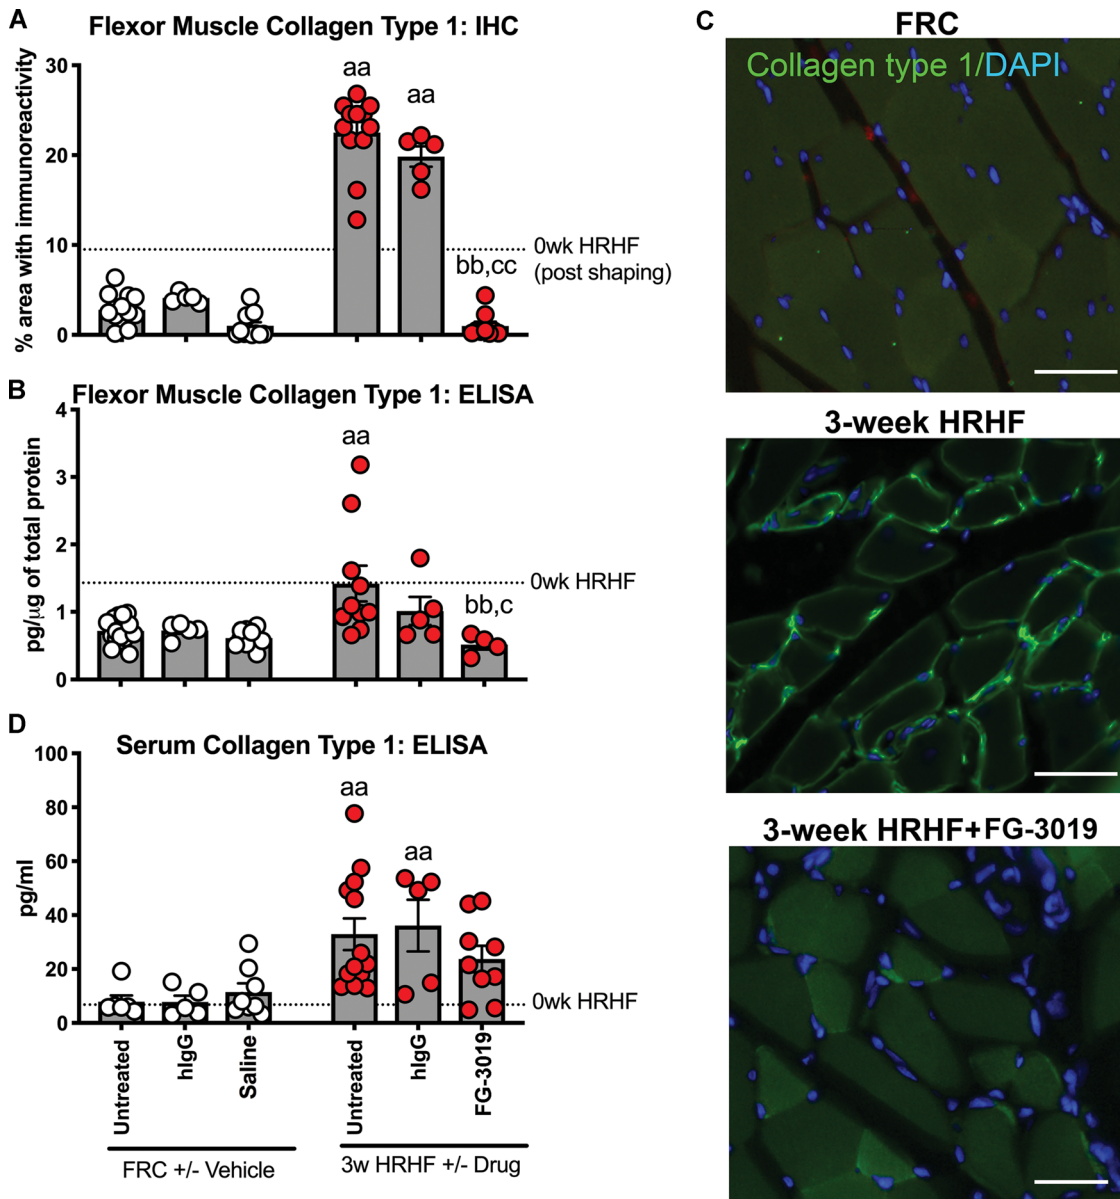 A
Flexor Muscle Collagen Type 1: IHC
% area with immunoreactivity
30
20
10
0
aa
aa
bb,cc
0wk HRHF
(post shaping)
B
Flexor Muscle Collagen Type 1: ELISA
pg/μg of total protein
4
3
2
1
0
aa
bb,c
0wk HRHF
D
Serum Collagen Type 1: ELISA
pg/ml
100
80
60
40
20
0
aa
aa
0wk HRHF
Untreated
hIgG
Saline
Untreated
hIgG
FG-3019
FRC +/- Vehicle
3w HRHF +/- Drug
C
FRC
Collagen type 1/DAPI
3-week HRHF
3-week HRHF+FG-3019